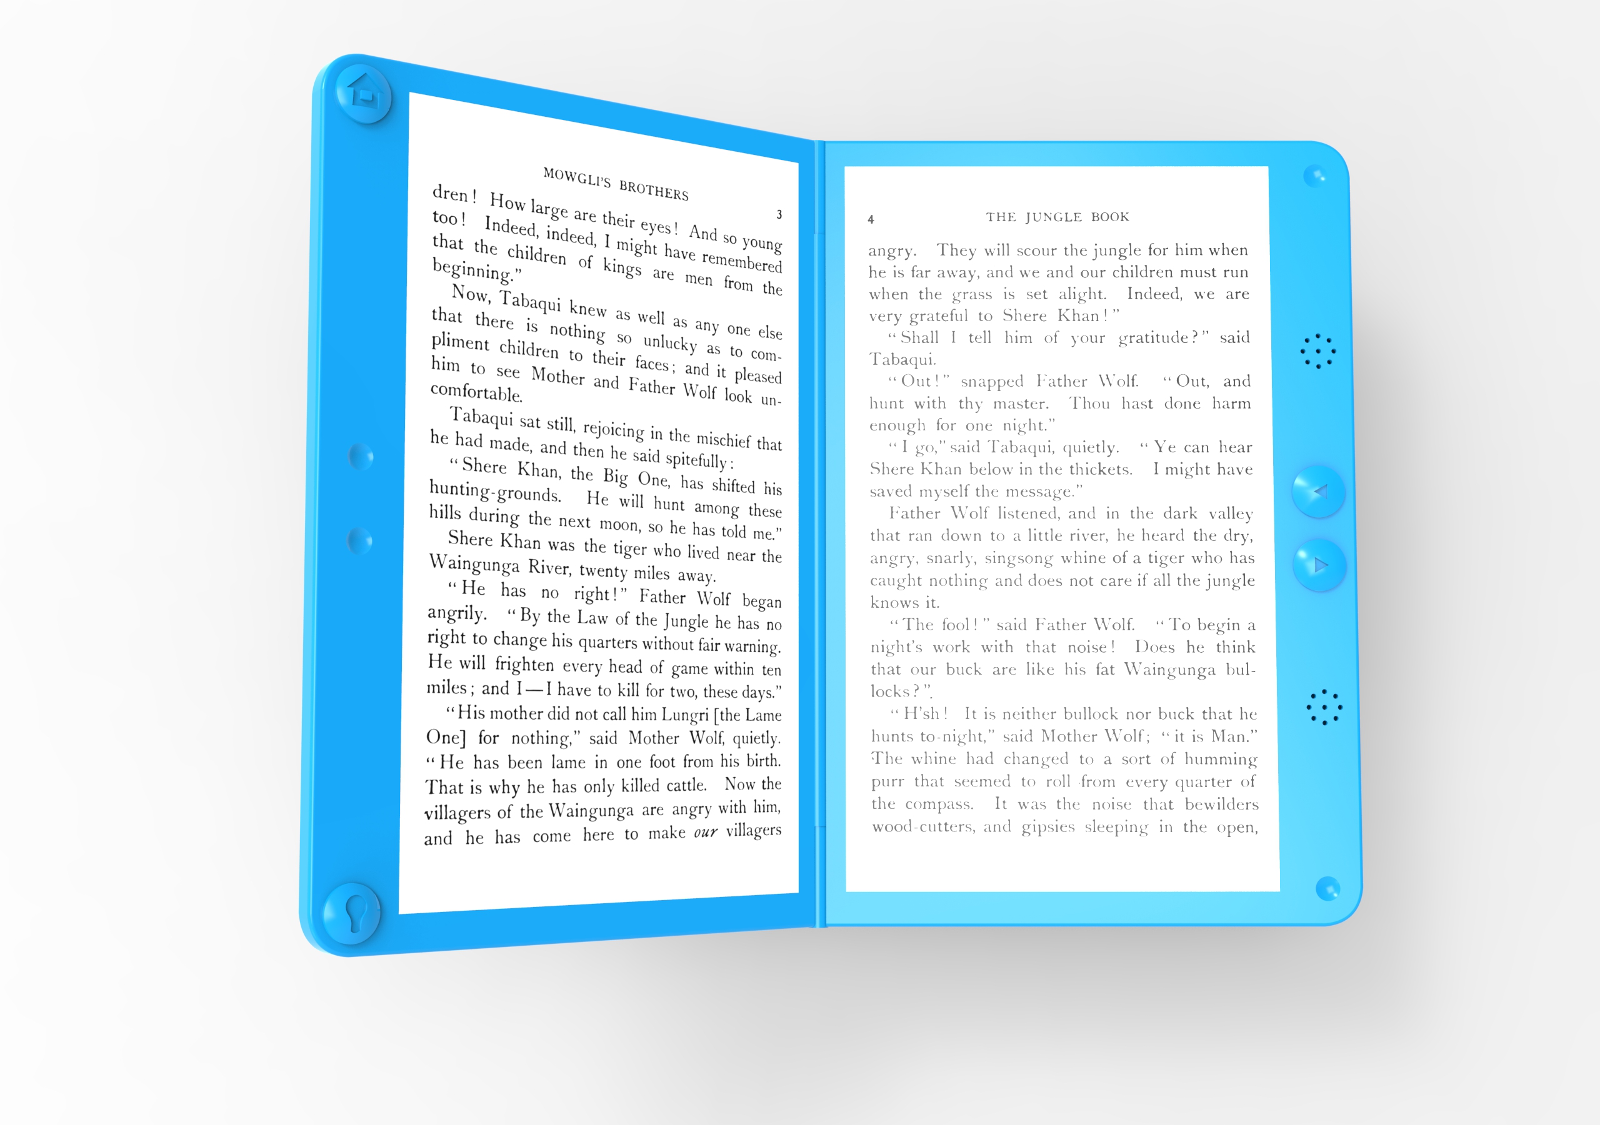 MOWGLI'S BROTHERS
3
dren! How large are their eyes! And so young
too! Indeed, indeed, I might have remembered
that the children of kings are men from the
beginning."
Now, Tabaqui knew as well as any one else
that there is nothing so unlucky as to com-
pliment children to their faces; and it pleased
him to see Mother and Father Wolf look un-
comfortable.
Tabaqui sat still, rejoicing in the mischief that
he had made, and then he said spitefully:
"Shere Khan, the Big One, has shifted his
hunting-grounds. He will hunt among these
hills during the next moon, so he has told me."
Shere Khan was the tiger who lived near the
Waingunga River, twenty miles away.
"He has no right!" Father Wolf began
angrily. "By the Law of the Jungle he has no
right to change his quarters without fair warning.
He will frighten every head of game within ten
miles; and I—I have to kill for two, these days."
"His mother did not call him Lungri [the Lame
One] for nothing," said Mother Wolf, quietly.
"He has been lame in one foot from his birth.
That is why he has only killed cattle. Now the
villagers of the Waingunga are angry with him,
and he has come here to make our villagers
4
THE JUNGLE BOOK
angry. They will scour the jungle for him when
he is far away, and we and our children must run
when the grass is set alight. Indeed, we are
very grateful to Shere Khan!"
"Shall I tell him of your gratitude?" said
Tabaqui.
"Out!" snapped Father Wolf. "Out, and
hunt with thy master. Thou hast done harm
enough for one night."
"I go," said Tabaqui, quietly. "Ye can hear
Shere Khan below in the thickets. I might have
saved myself the message."
Father Wolf listened, and in the dark valley
that ran down to a little river, he heard the dry,
angry, snarly, singsong whine of a tiger who has
caught nothing and does not care if all the jungle
knows it.
"The fool!" said Father Wolf. "To begin a
night's work with that noise! Does he think
that our buck are like his fat Waingunga bul-
locks?"
"H'sh! It is neither bullock nor buck that he
hunts to-night," said Mother Wolf; "it is Man."
The whine had changed to a sort of humming
purr that seemed to roll from every quarter of
the compass. It was the noise that bewilders
wood-cutters, and gipsies sleeping in the open,